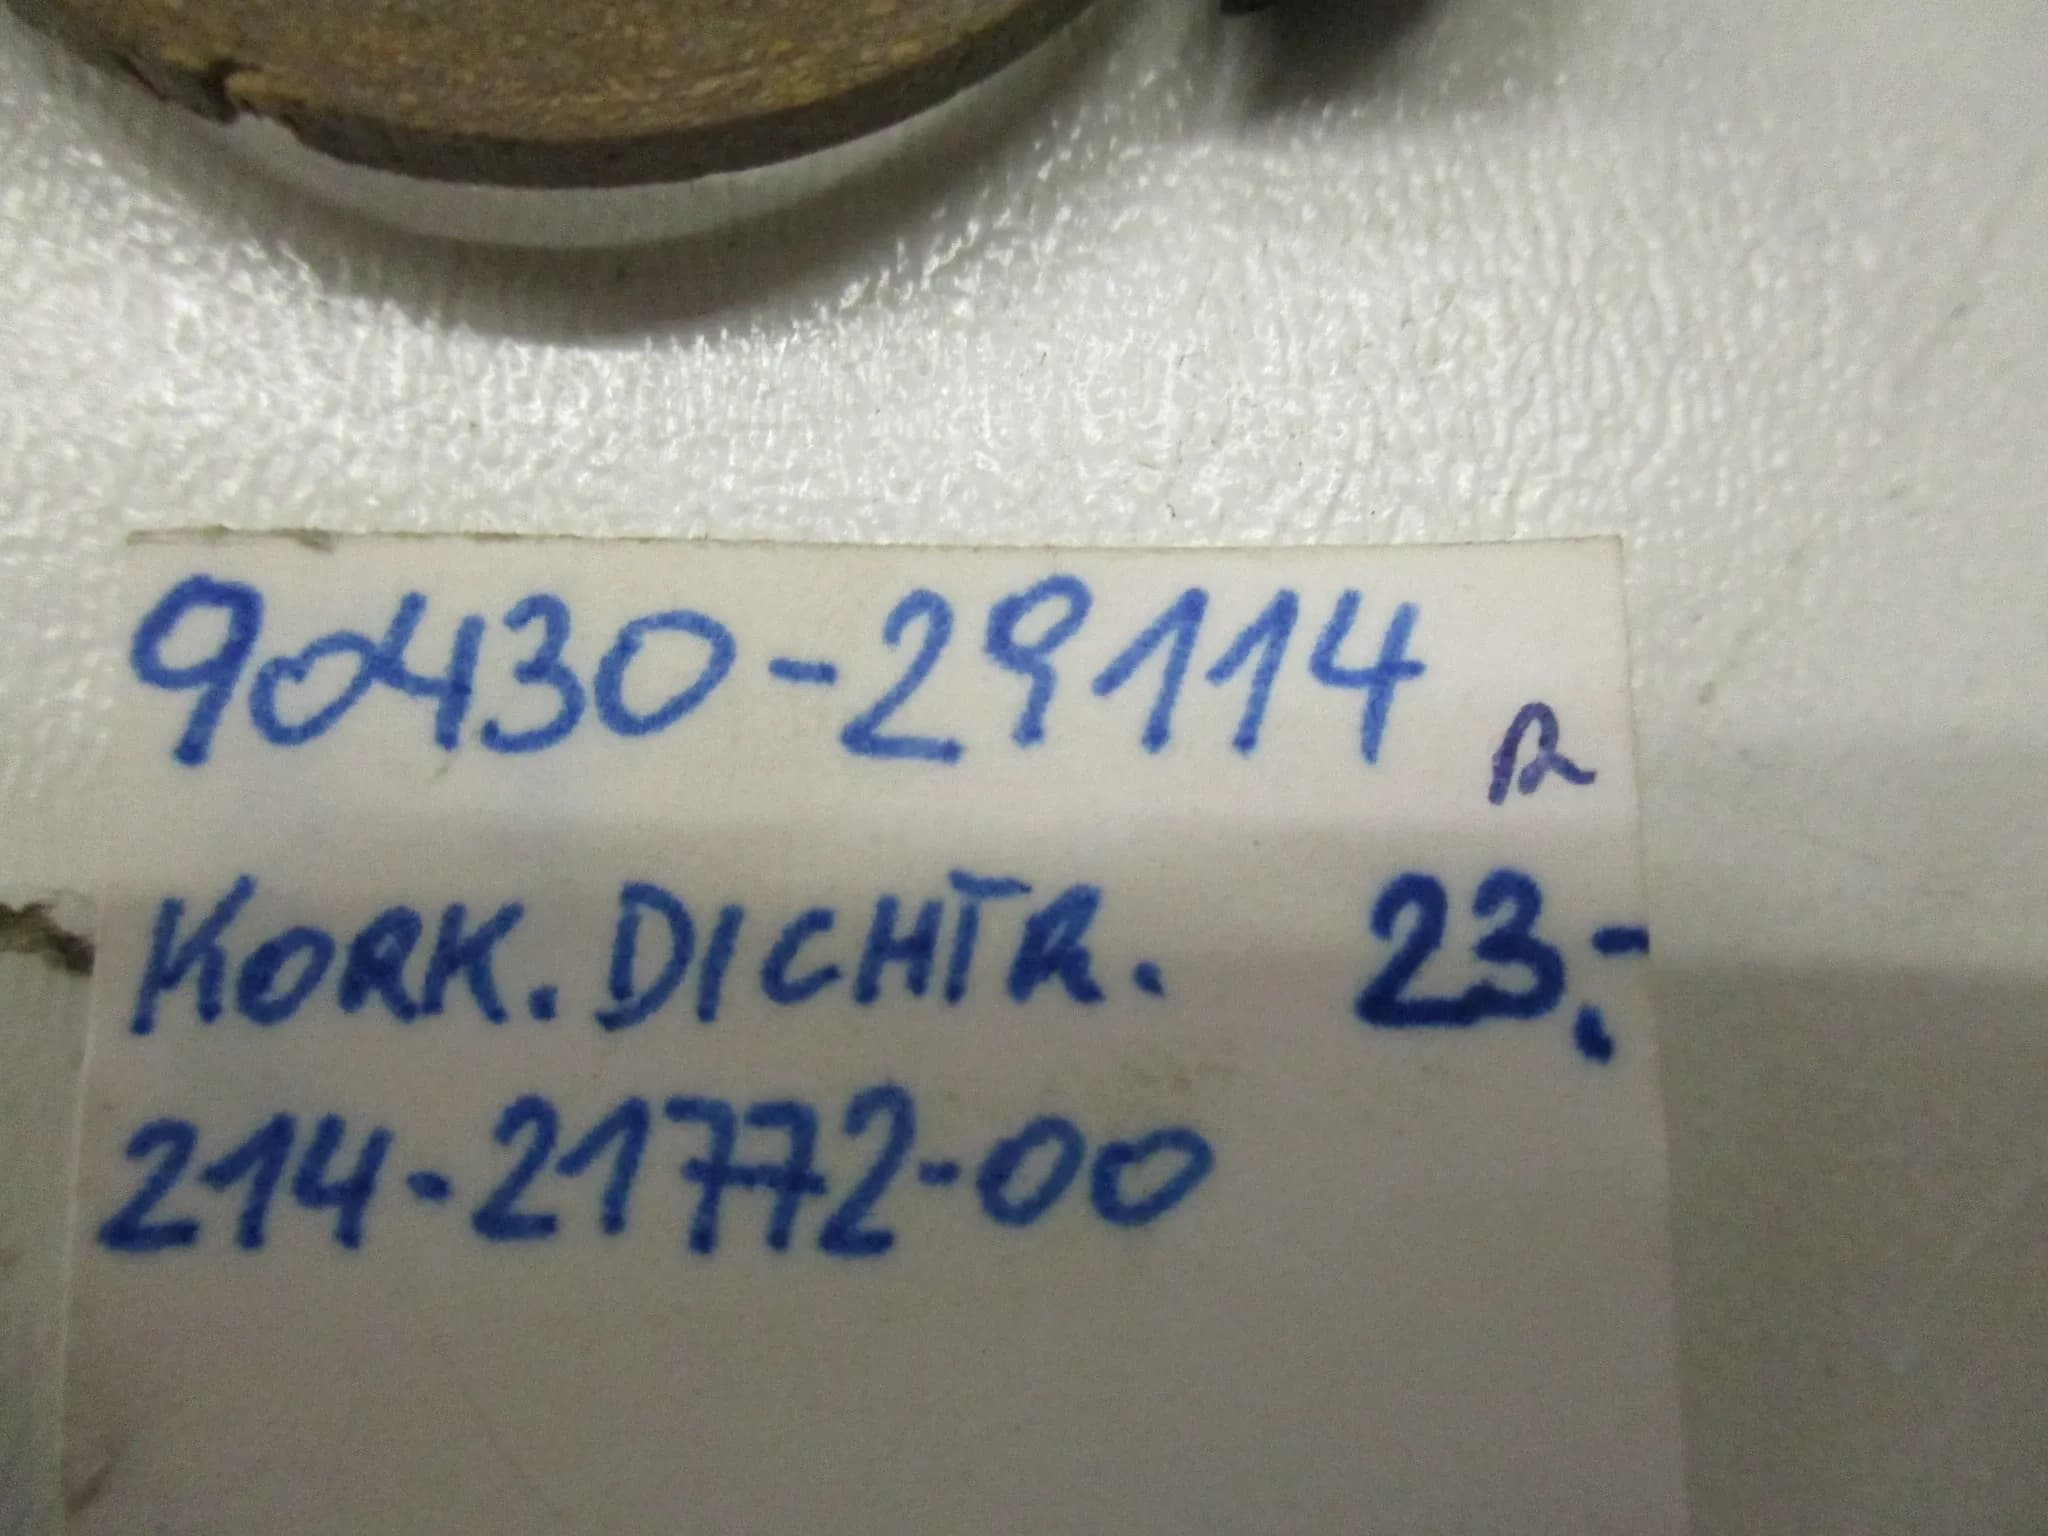 90430-29114
KORK. DICHTR. 23,-
214-21772-00